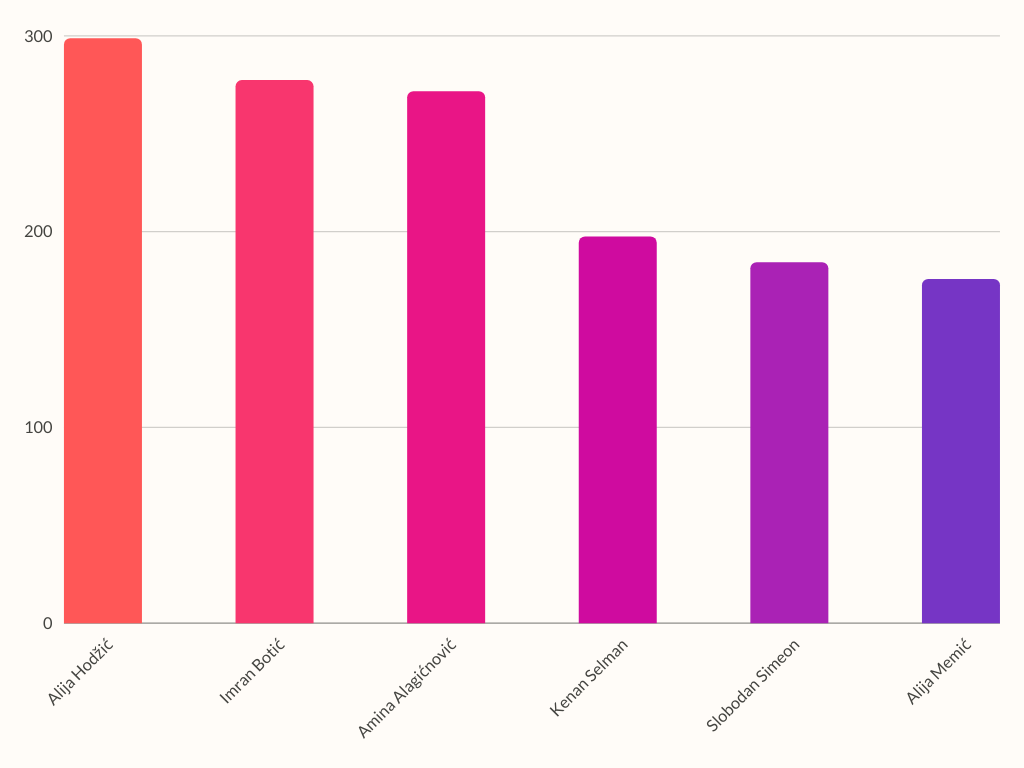 300
200
100
0
Alija Hodžić
Imran Botić
Amina Alagićnović
Kenan Selman
Slobodan Simeon
Alija Memić